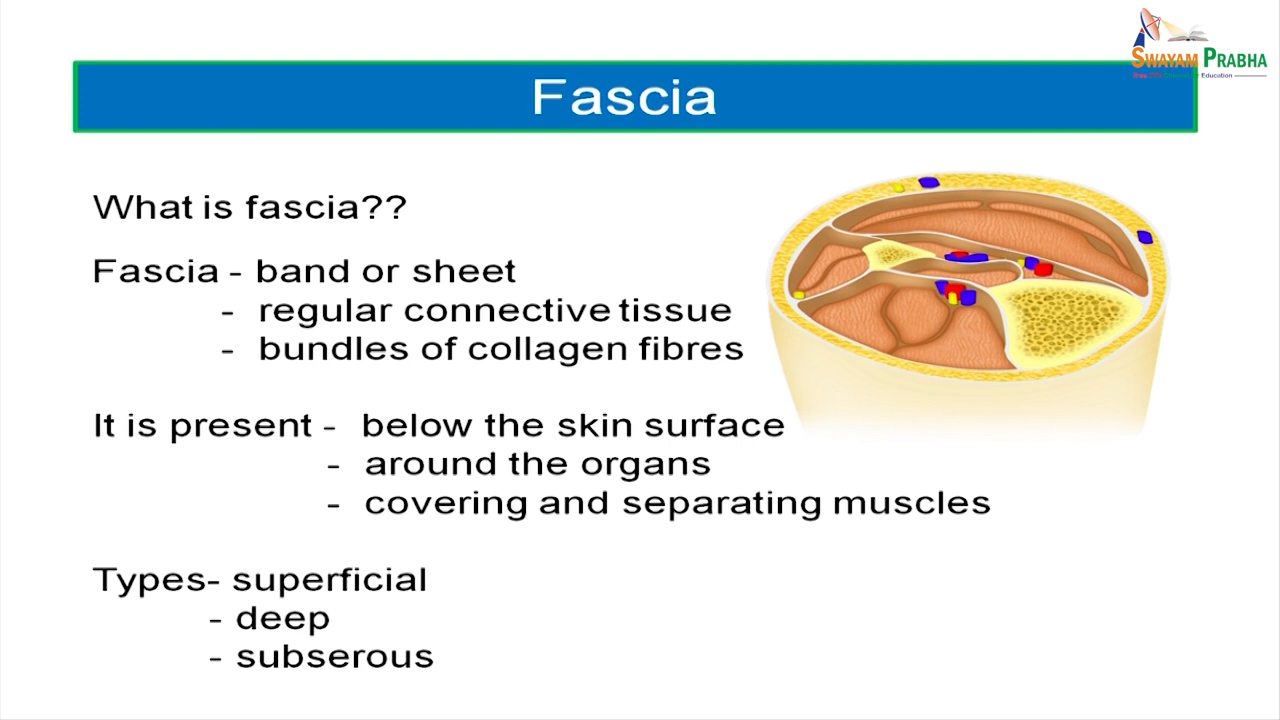 SWAYAM PRABHA
Fascia
What is fascia??
Fascia - band or sheet
- regular connective tissue
- bundles of collagen fibres
It is present - below the skin surface
- around the organs
- covering and separating muscles
Types- superficial
- deep
- subserous